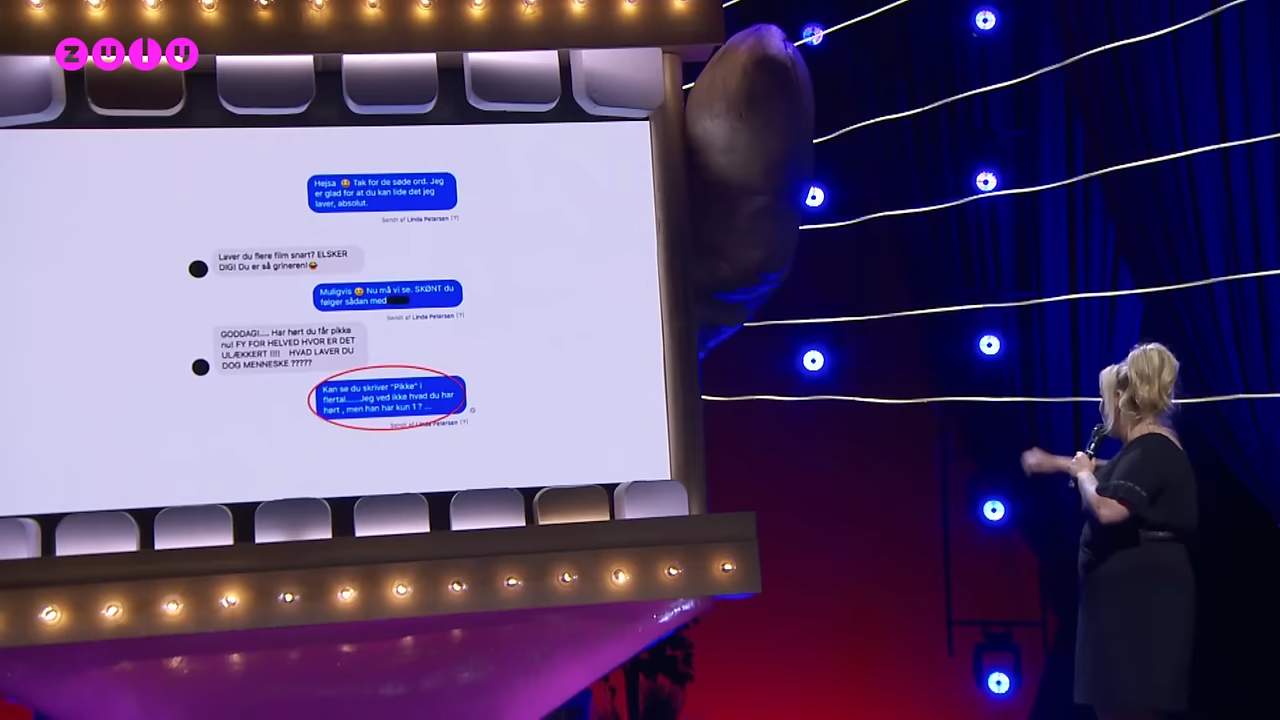 ZULU
Hejsa 😆 Tak for de søde ord. Jeg
er glad for at du kan lide det jeg
laver, absolut.
Sendt af Linda Petersen (?)
Laver du flere film snart? ELSKER
DIG! Du er så grineren!😂
Muligvis 😆 Nu må vi se. SKØNT du
følger sådan med
Sendt af Linda Petersen (?)
GODDAG!.... Har hørt du får pikke
nu! FY FOR HELVED HVOR ER DET
ULÆKKERT !!!! HVAD LAVER DU
DOG MENNESKE ?????
Kan se du skriver "Pikke" i
flertal......Jeg ved ikke hvad du har
hørt , men han har kun 1 ? ...
Sendt af Linda Petersen (?)